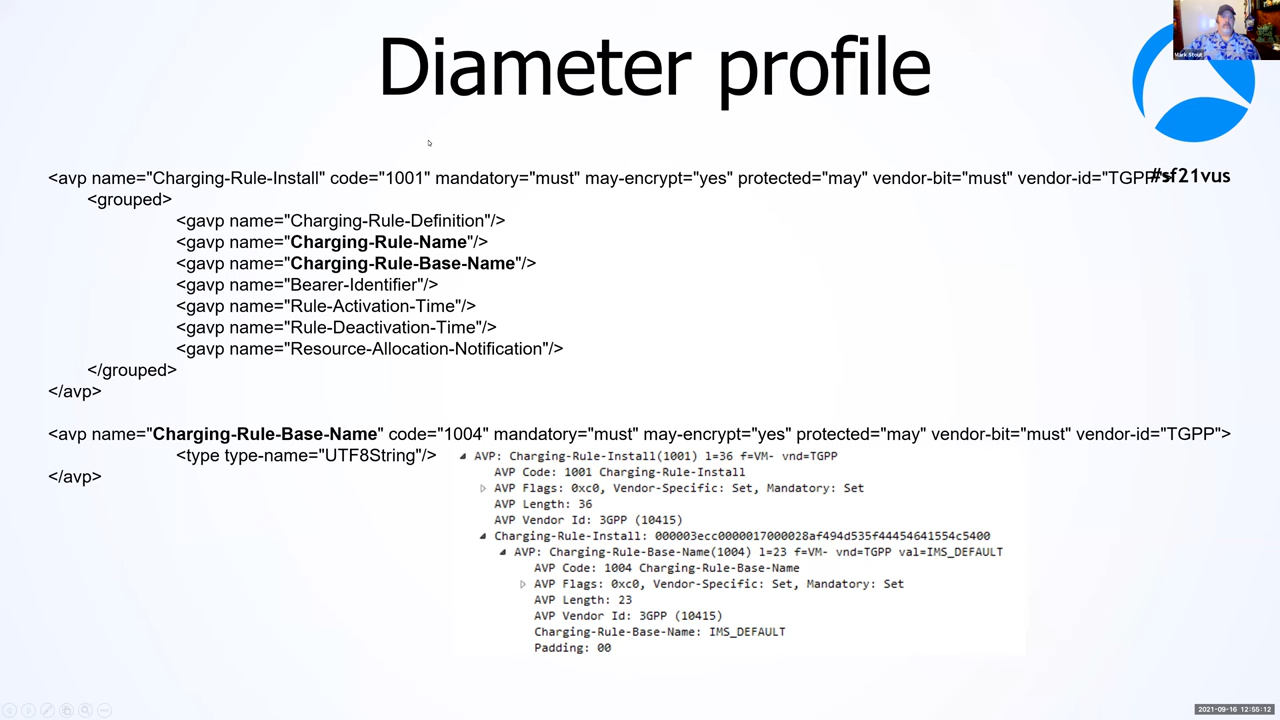 Diameter profile
Mark Stout
#sf21vus
<avp name="Charging-Rule-Install" code="1001" mandatory="must" may-encrypt="yes" protected="may" vendor-bit="must" vendor-id="TGPP">
<grouped>
<gavp name="Charging-Rule-Definition"/>
<gavp name="Charging-Rule-Name"/>
<gavp name="Charging-Rule-Base-Name"/>
<gavp name="Bearer-Identifier"/>
<gavp name="Rule-Activation-Time"/>
<gavp name="Rule-Deactivation-Time"/>
<gavp name="Resource-Allocation-Notification"/>
</grouped>
</avp>
<avp name="Charging-Rule-Base-Name" code="1004" mandatory="must" may-encrypt="yes" protected="may" vendor-bit="must" vendor-id="TGPP">
<type type-name="UTF8String"/>
</avp>
AVP: Charging-Rule-Install(1001) l=36 f=VM- vnd=TGPP
AVP Code: 1001 Charging-Rule-Install
AVP Flags: 0xc0, Vendor-Specific: Set, Mandatory: Set
AVP Length: 36
AVP Vendor Id: 3GPP (10415)
Charging-Rule-Install: 000003ecc0000017000028af494d535f44454641554c5400
AVP: Charging-Rule-Base-Name(1004) l=23 f=VM- vnd=TGPP val=IMS_DEFAULT
AVP Code: 1004 Charging-Rule-Base-Name
AVP Flags: 0xc0, Vendor-Specific: Set, Mandatory: Set
AVP Length: 23
AVP Vendor Id: 3GPP (10415)
Charging-Rule-Base-Name: IMS_DEFAULT
Padding: 00
2021-09-16 12:55:12